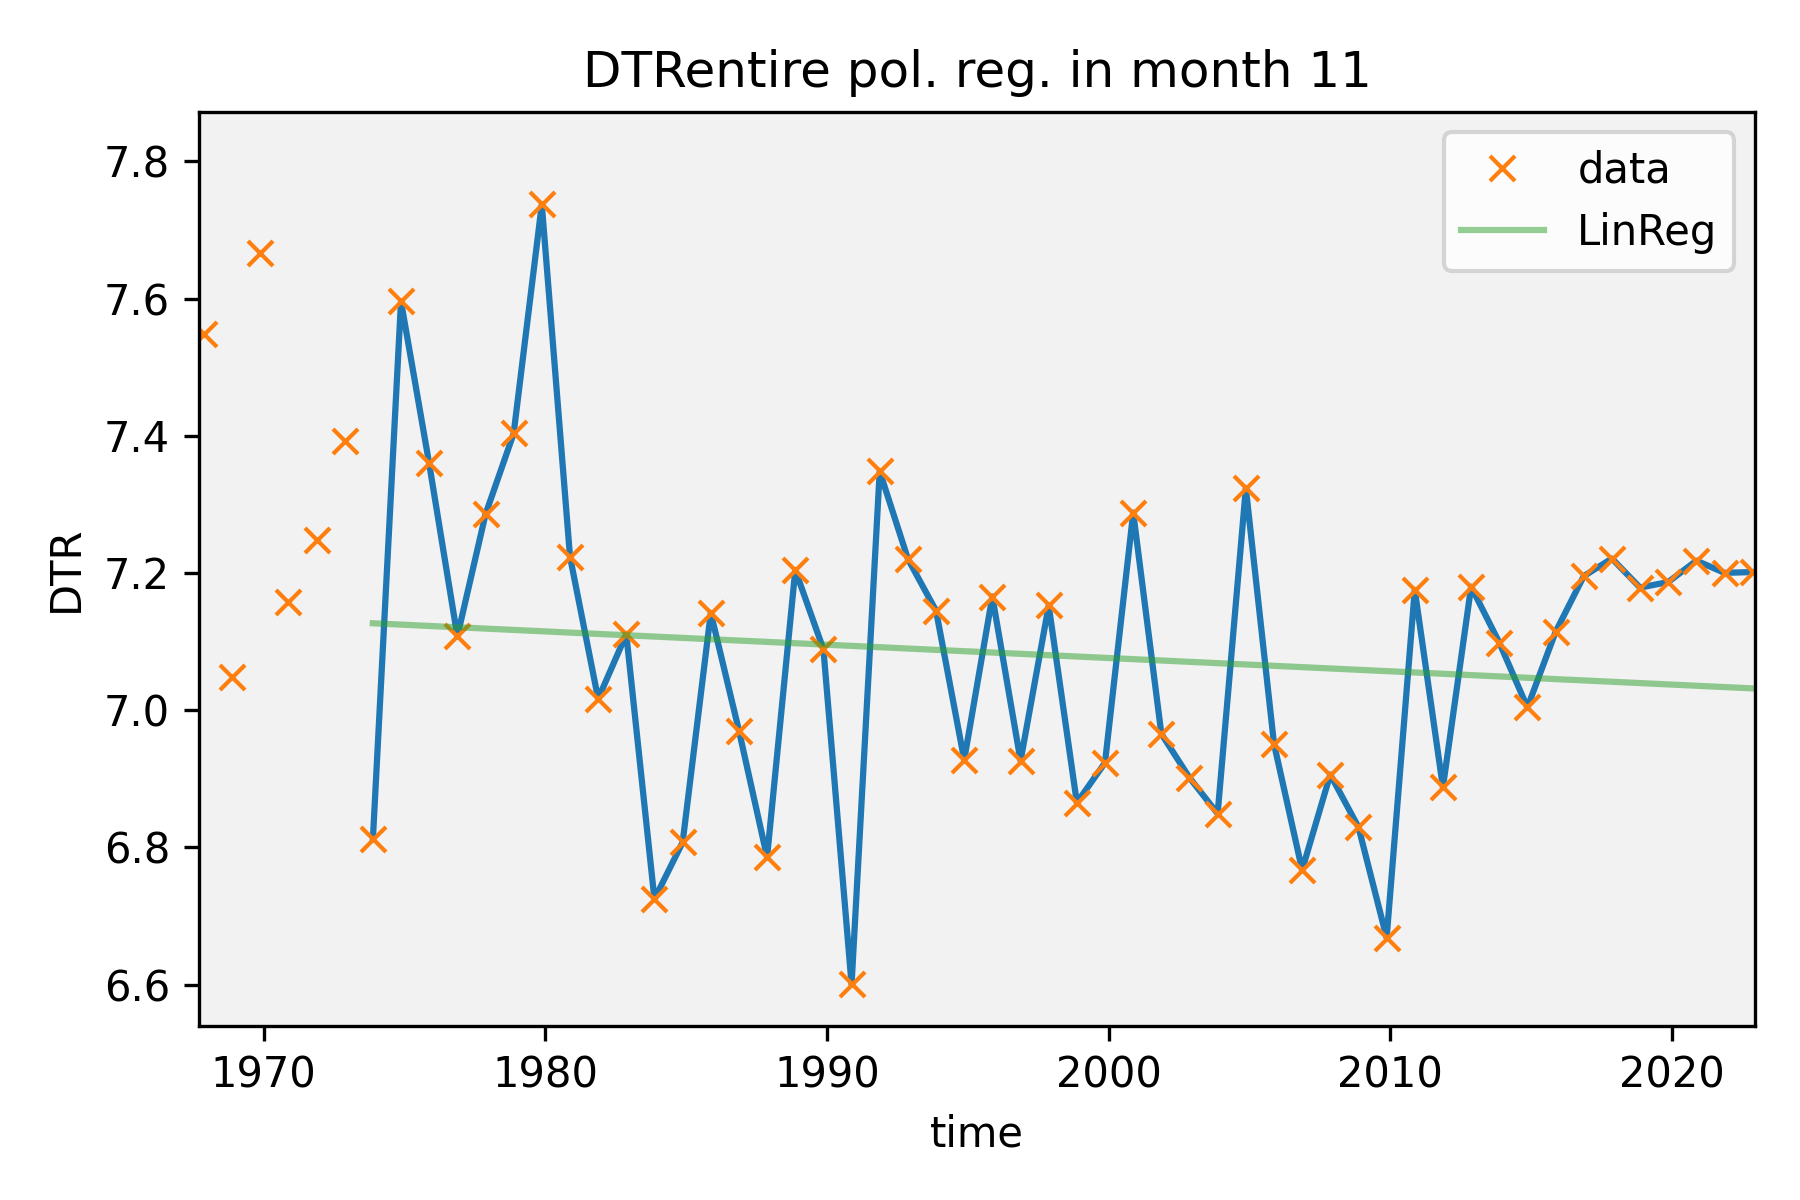 DTRentire pol. reg. in month 11
data
LinReg
7.8
7.6
7.4
7.2
7.0
6.8
6.6
DTR
1970 1980 1990 2000 2010 2020
time